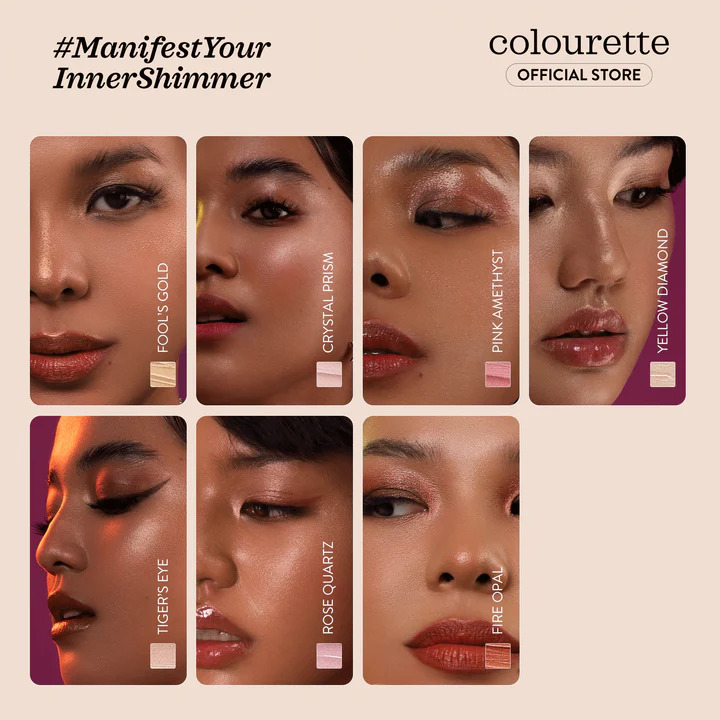 #ManifestYour
InnerShimmer
colourette
OFFICIAL STORE
FOOL'S GOLD
CRYSTAL PRISM
PINK AMETHYST
YELLOW DIAMOND
TIGER'S EYE
ROSE QUARTZ
FIRE OPAL